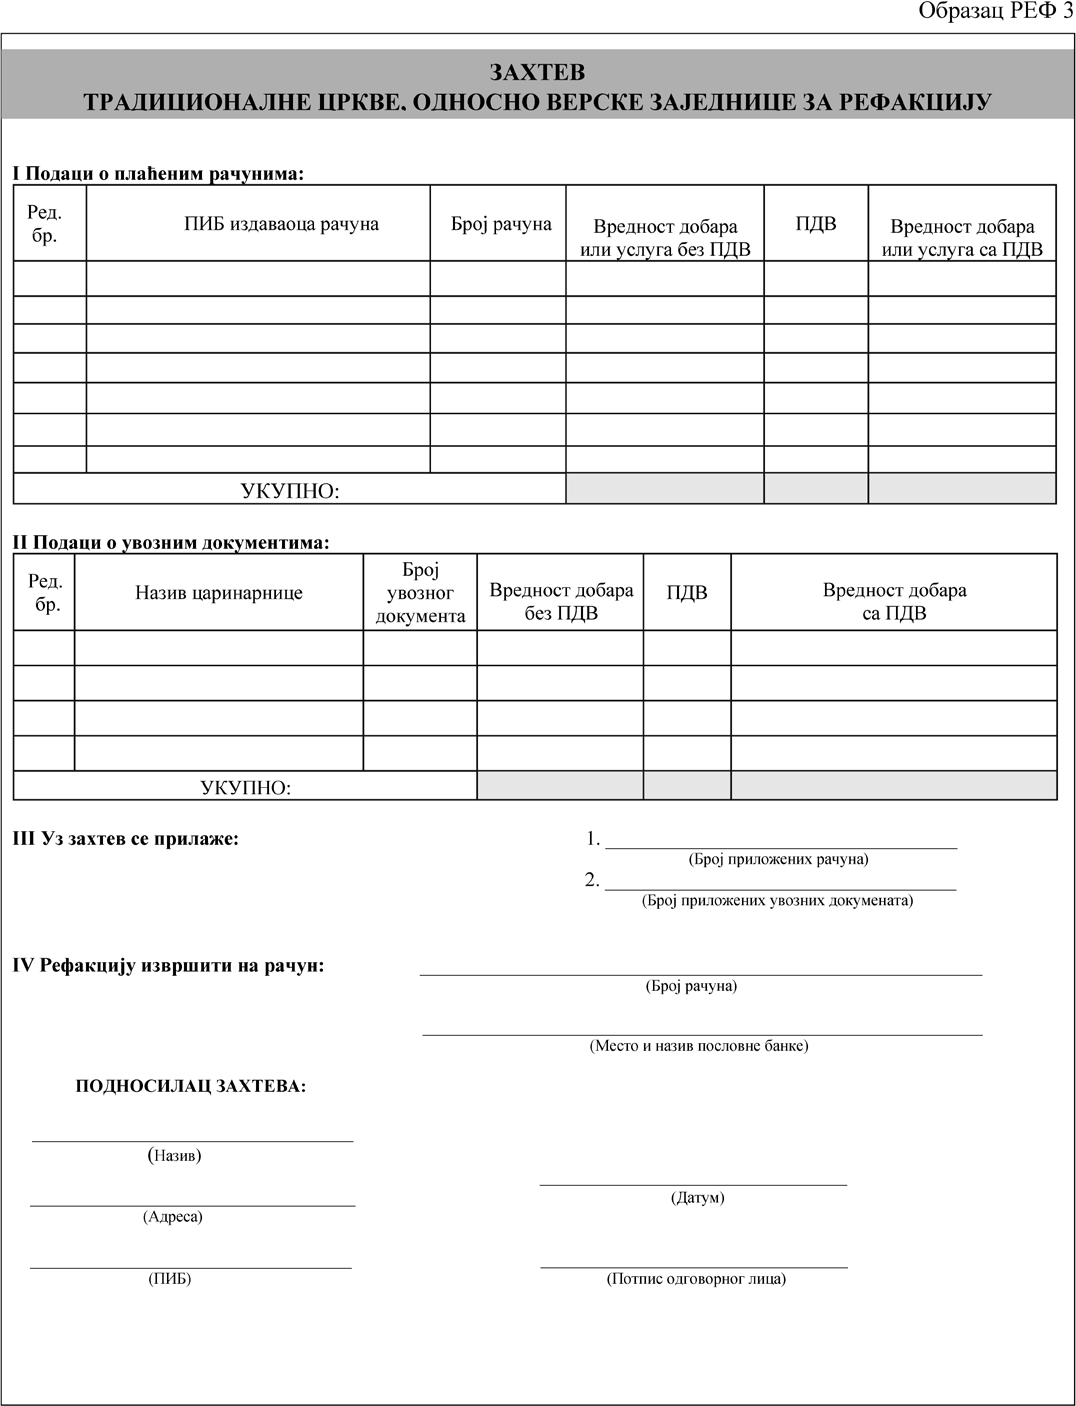 Образац РЕФ 3
ЗАХТЕВ
ТРАДИЦИОНАЛНЕ ЦРКВЕ, ОДНОСНО ВЕРСКЕ ЗАЈЕДНИЦЕ ЗА РЕФАКЦИЈУ
I Подаци о плаћеним рачунима:
Ред. бр.
ПИБ издаваоца рачуна
Број рачуна
Вредност добара
или услуга без ПДВ
ПДВ
Вредност добара
или услуга са ПДВ
УКУПНО:
II Подаци о увозним документима:
Ред.
бр.
Назив царинарнице
Број
увозног
документа
Вредност добара
без ПДВ
ПДВ
Вредност добара
са ПДВ
УКУПНО:
III Уз захтев се прилаже:
1.
(Број приложених рачуна)
2.
(Број приложених увозних докумената)
IV Рефакцију извршити на рачун:
(Број рачуна)
(Место и назив пословне банке)
ПОДНОСИЛАЦ ЗАХТЕВА:
(Назив)
(Датум)
(Адреса)
(ПИБ)
(Потпис одговорног лица)